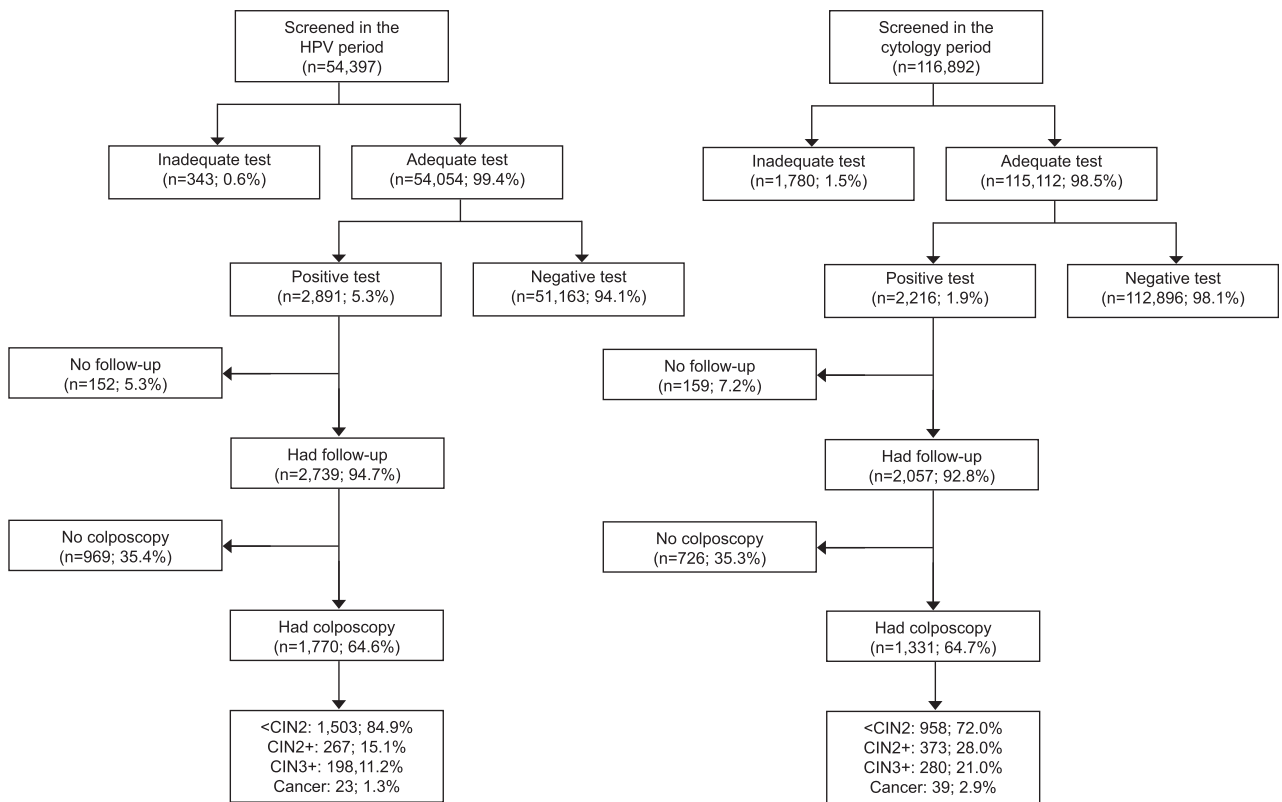 Screened in the
HPV period
(n=54,397)
Inadequate test
(n=343; 0.6%)
Adequate test
(n=54,054; 99.4%)
Positive test
(n=2,891; 5.3%)
Negative test
(n=51,163; 94.1%)
No follow-up
(n=152; 5.3%)
Had follow-up
(n=2,739; 94.7%)
No colposcopy
(n=969; 35.4%)
Had colposcopy
(n=1,770; 64.6%)
<CIN2: 1,503; 84.9%
CIN2+: 267; 15.1%
CIN3+: 198,11.2%
Cancer: 23; 1.3%
Screened in the
cytology period
(n=116,892)
Inadequate test
(n=1,780; 1.5%)
Adequate test
(n=115,112; 98.5%)
Positive test
(n=2,216; 1.9%)
Negative test
(n=112,896; 98.1%)
No follow-up
(n=159; 7.2%)
Had follow-up
(n=2,057; 92.8%)
No colposcopy
(n=726; 35.3%)
Had colposcopy
(n=1,331; 64.7%)
<CIN2: 958; 72.0%
CIN2+: 373; 28.0%
CIN3+: 280; 21.0%
Cancer: 39; 2.9%